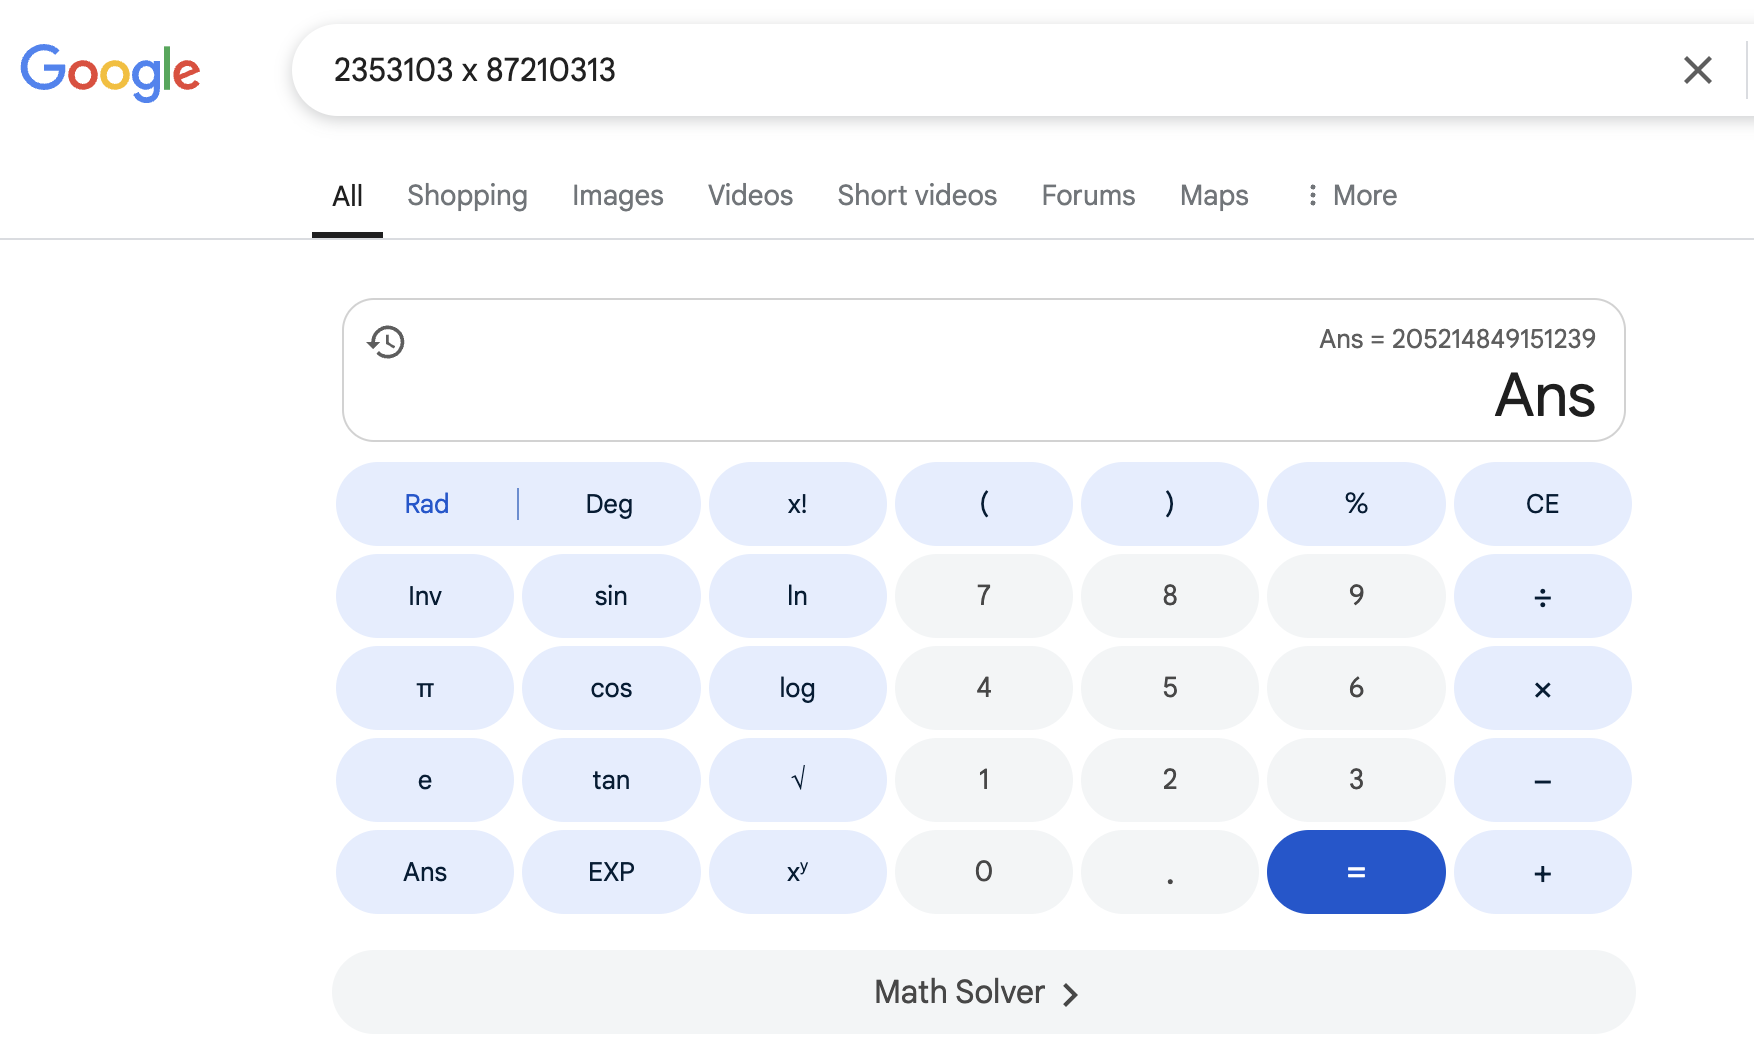 Google
2353103 x 87210313
All Shopping Images Videos Short videos Forums Maps More
Ans = 205214849151239
Ans
Rad | Deg x! ( ) % CE
Inv sin ln 7 8 9 ÷
π cos log 4 5 6 ×
e tan √ 1 2 3 −
Ans EXP xʸ 0 . = +
Math Solver